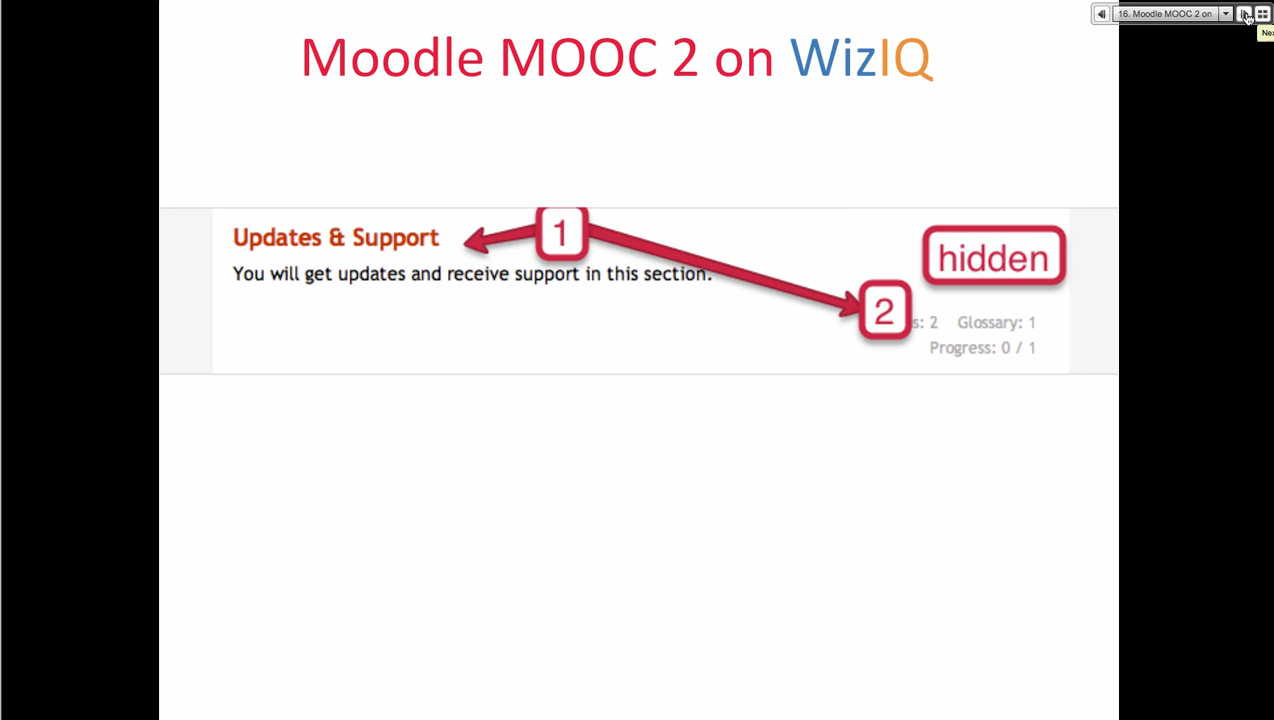 16. Moodle MOOC 2 on
Moodle MOOC 2 on WizIQ
Updates & Support
1
You will get updates and receive support in this section.
hidden
2
s: 2 Glossary: 1
Progress: 0 / 1